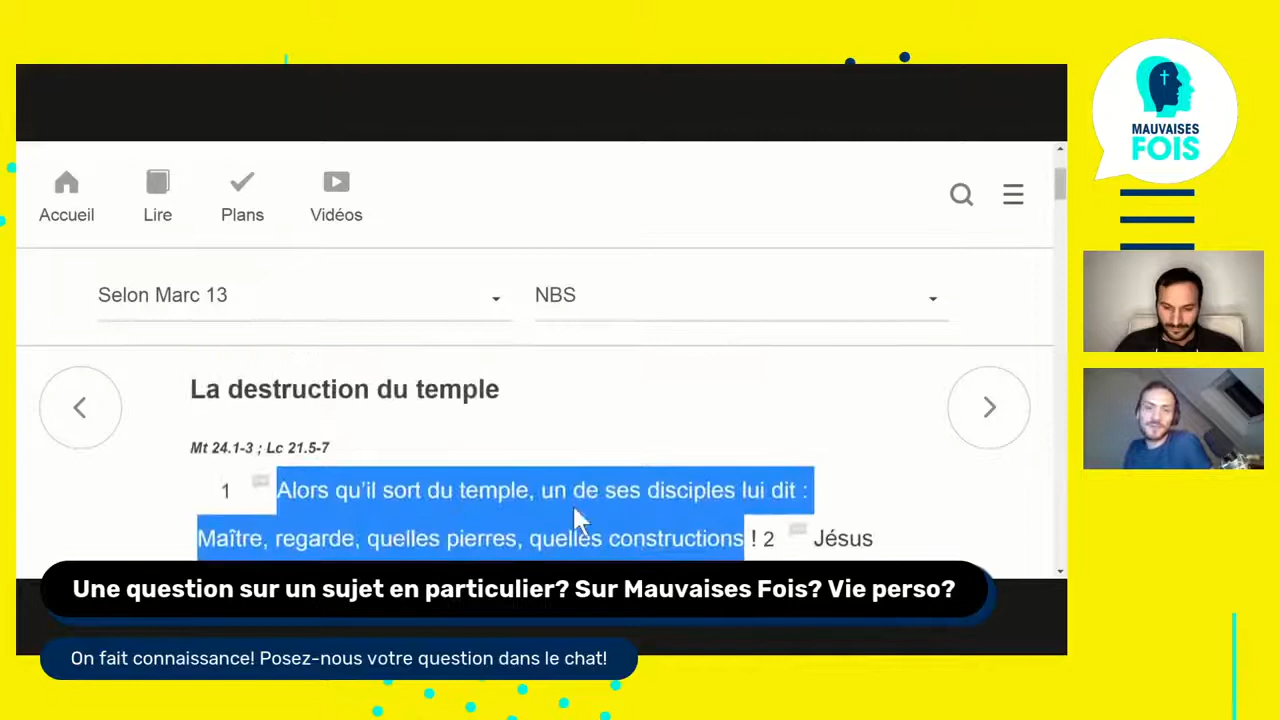 MAUVAISES
FOIS
Accueil
Lire
Plans
Vidéos
Selon Marc 13
NBS
La destruction du temple
Mt 24.1-3 ; Lc 21.5-7
1 Alors qu'il sort du temple, un de ses disciples lui dit :
Maître, regarde, quelles pierres, quelles constructions ! 2 Jésus
Une question sur un sujet en particulier? Sur Mauvaises Fois? Vie perso?
On fait connaissance! Posez-nous votre question dans le chat!